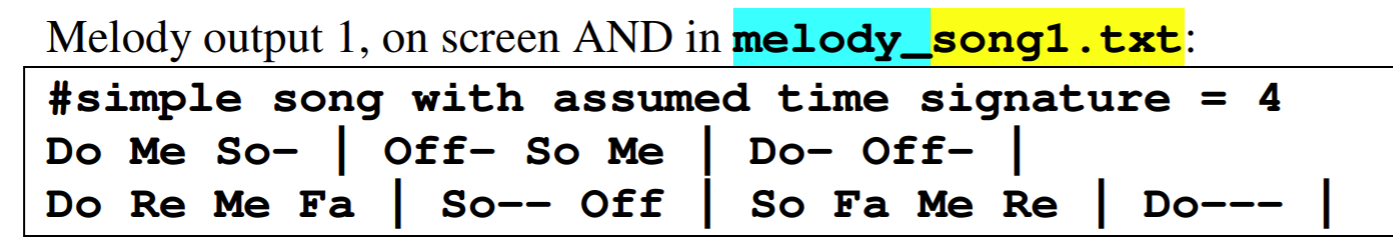 Melody output 1, on screen AND in melody_song1.txt:
#simple song with assumed time signature = 4
Do Me So- | Off- So Me | Do- Off- |
Do Re Me Fa | So-- Off | So Fa Me Re | Do--- |